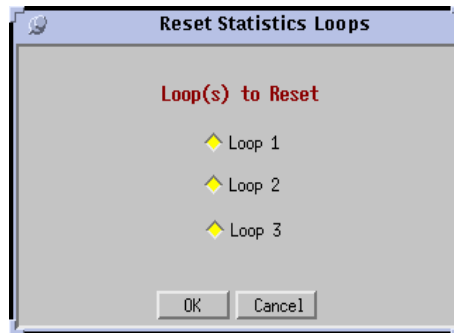 Reset Statistics Loops
Loop(s) to Reset
Loop 1
Loop 2
Loop 3
OK Cancel